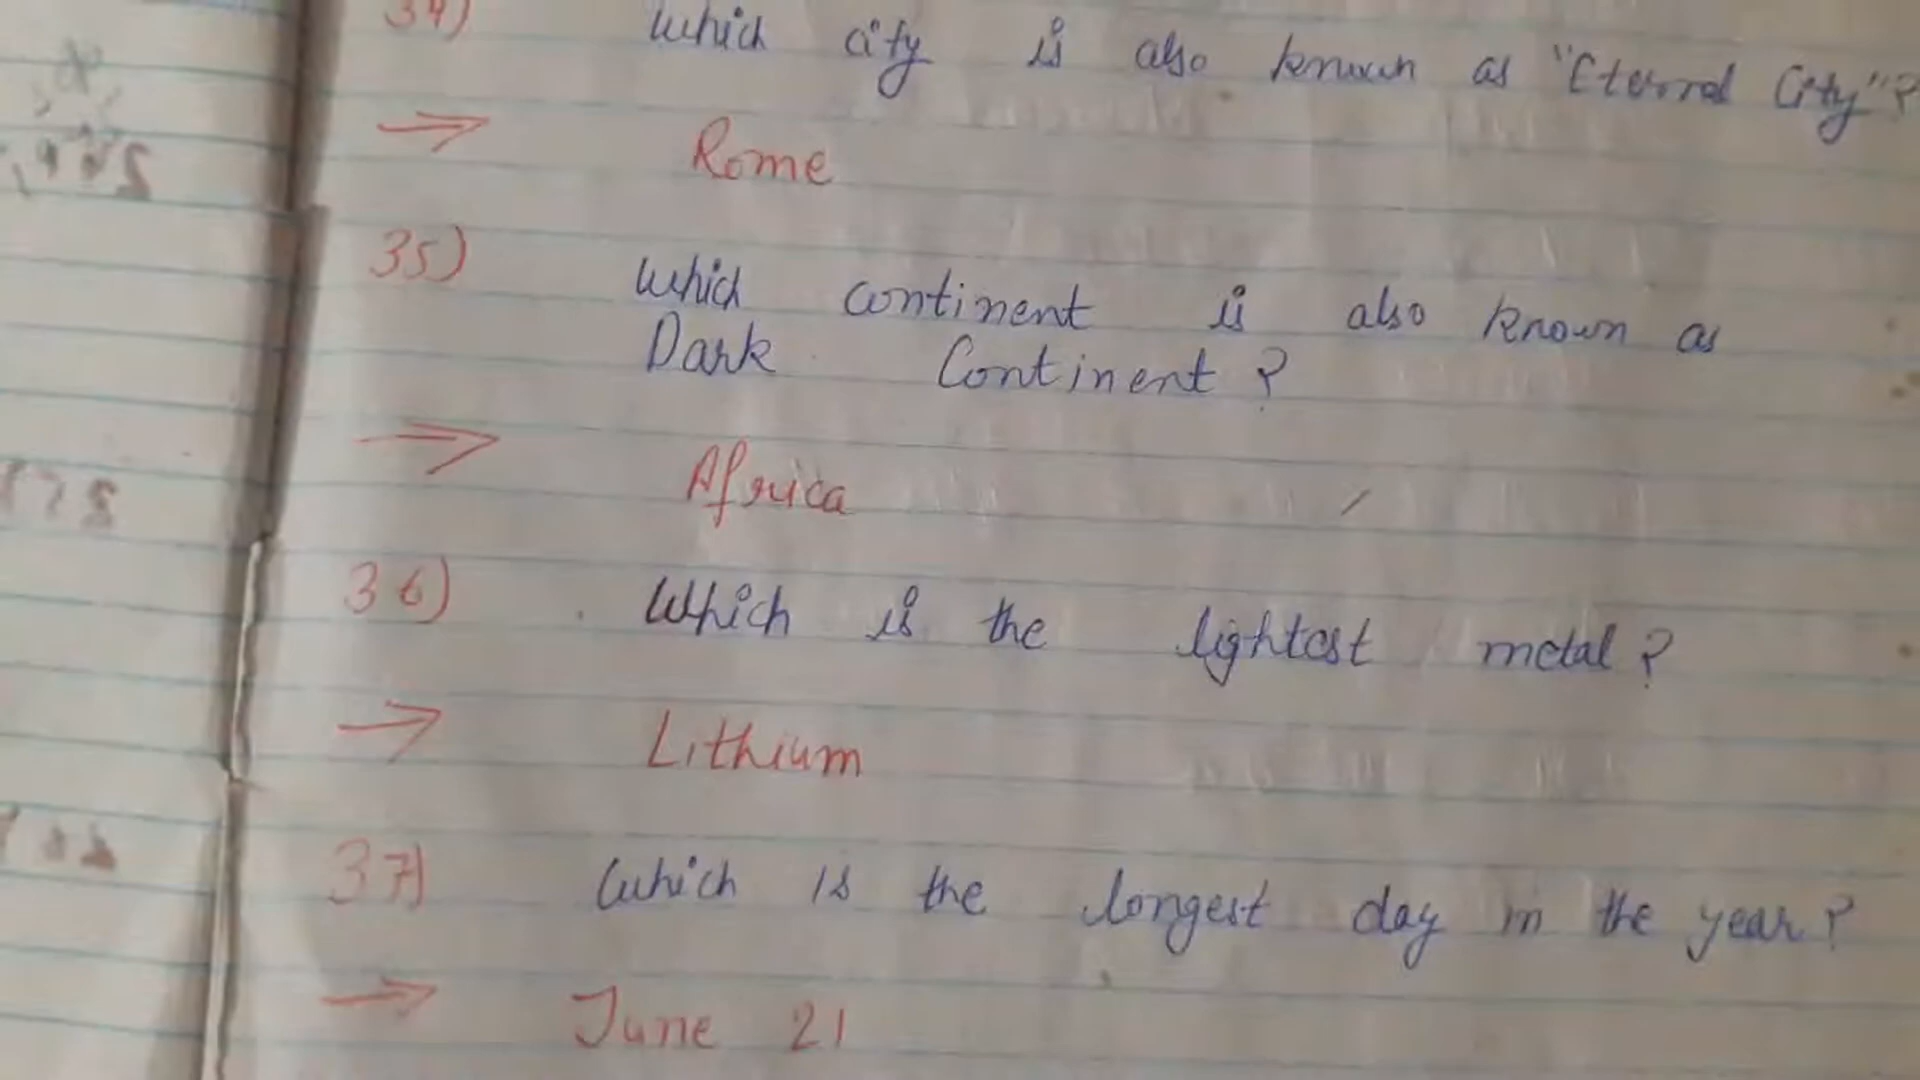 34) Which city is also known as "Eternal City"?
→ Rome
35) Which continent is also known as
Dark Continent?
→ Africa
36) Which is the lightest metal?
→ Lithium
37) Which is the longest day in the year?
→ June 21